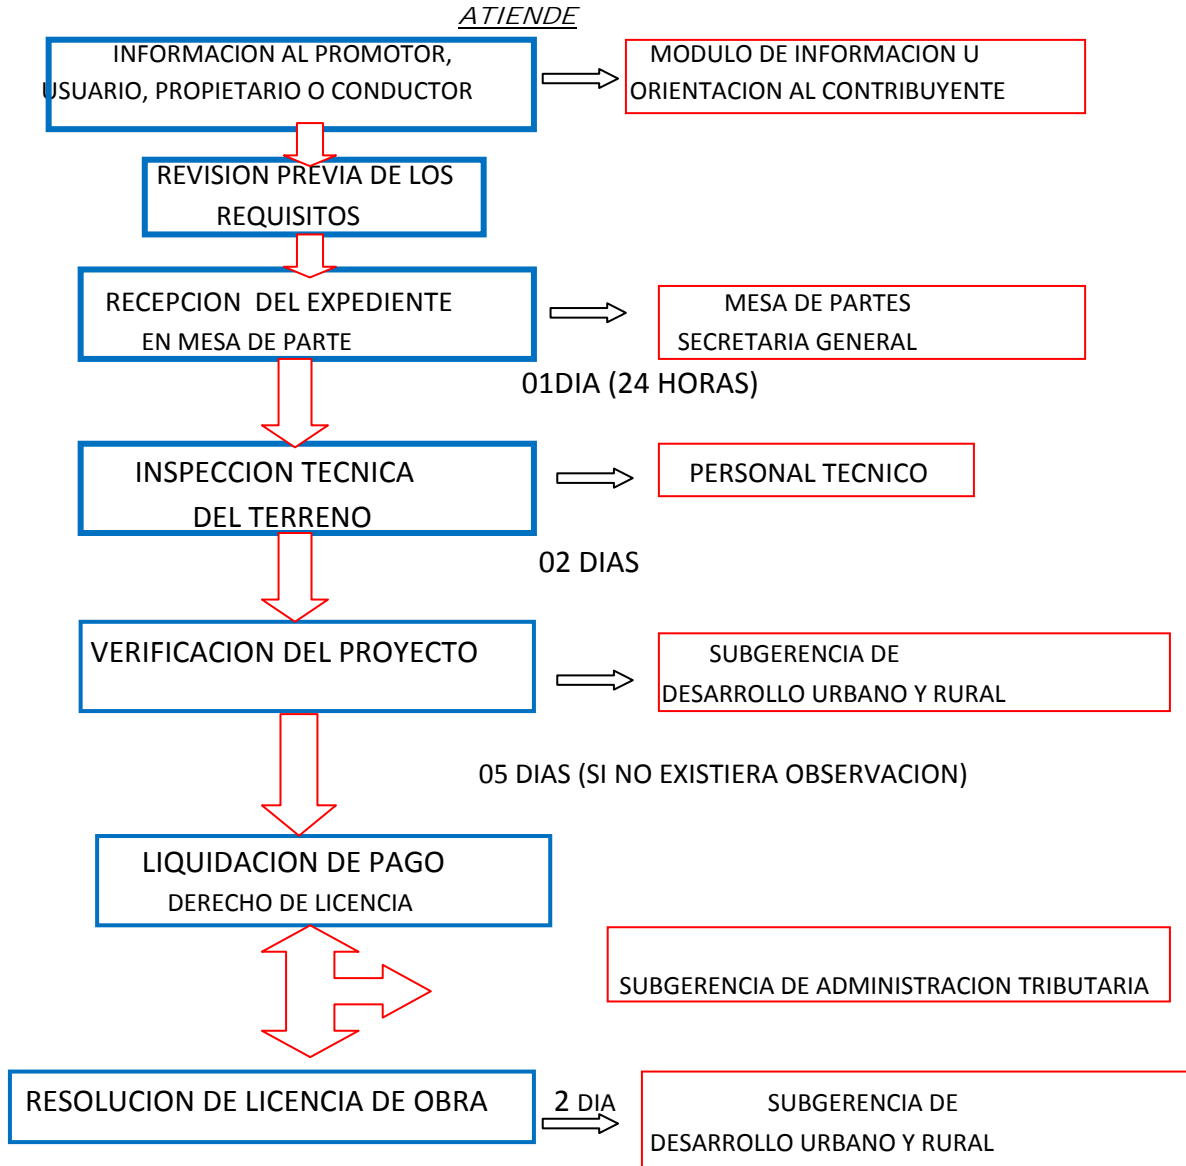 ATIENDE
INFORMACION AL PROMOTOR,
USUARIO, PROPIETARIO O CONDUCTOR
MODULO DE INFORMACION U
ORIENTACION AL CONTRIBUYENTE
REVISION PREVIA DE LOS
REQUISITOS
RECEPCION DEL EXPEDIENTE
EN MESA DE PARTE
MESA DE PARTES
SECRETARIA GENERAL
01DIA (24 HORAS)
INSPECCION TECNICA
DEL TERRENO
PERSONAL TECNICO
02 DIAS
VERIFICACION DEL PROYECTO
SUBGERENCIA DE
DESARROLLO URBANO Y RURAL
05 DIAS (SI NO EXISTIERA OBSERVACION)
LIQUIDACION DE PAGO
DERECHO DE LICENCIA
SUBGERENCIA DE ADMINISTRACION TRIBUTARIA
RESOLUCION DE LICENCIA DE OBRA
2 DIA
SUBGERENCIA DE
DESARROLLO URBANO Y RURAL